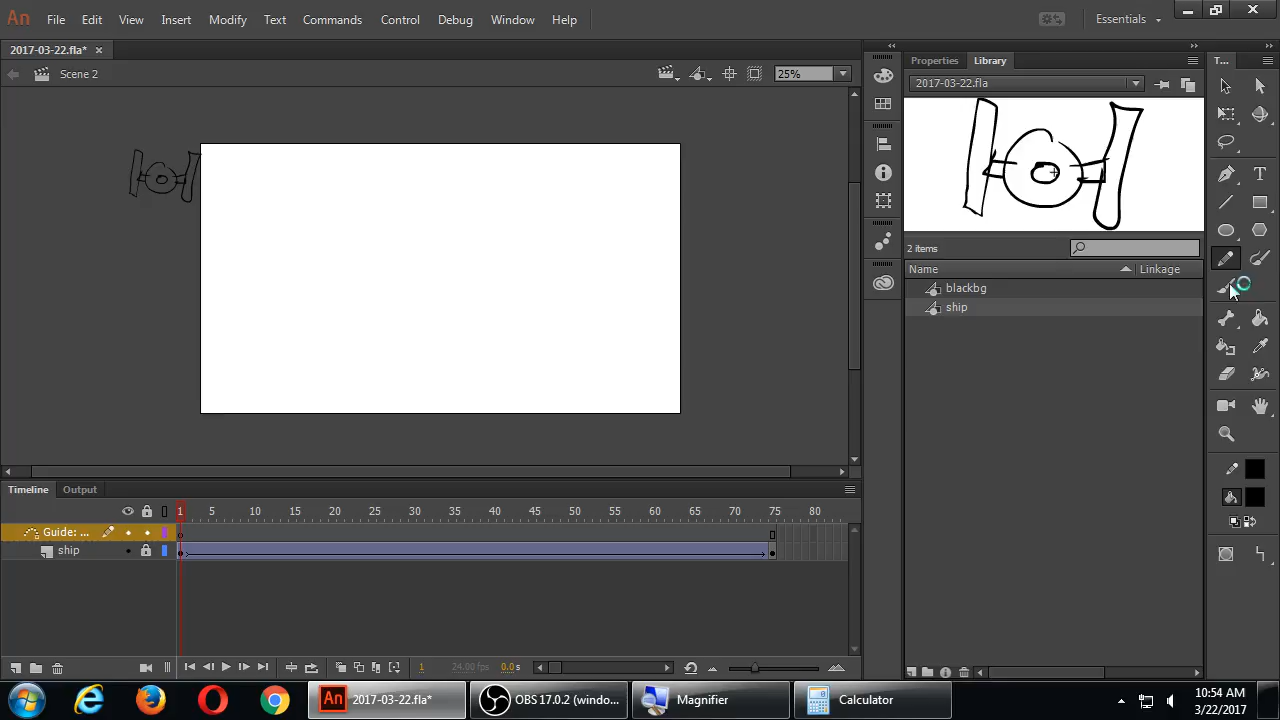 An File Edit View Insert Modify Text Commands Control Debug Window Help Essentials
2017-03-22.fla* ×
Scene 2
25%
Properties Library
T...
2017-03-22.fla
2 items
Name Linkage
blackbg
ship
Timeline Output
1 5 10 15 20 25 30 35 40 45 50 55 60 65 70 75 80
Guide: ...
ship
1 24.00 fps 0.0 s
An 2017-03-22.fla*
OBS 17.0.2 (windo...
Magnifier
Calculator
10:54 AM
3/22/2017